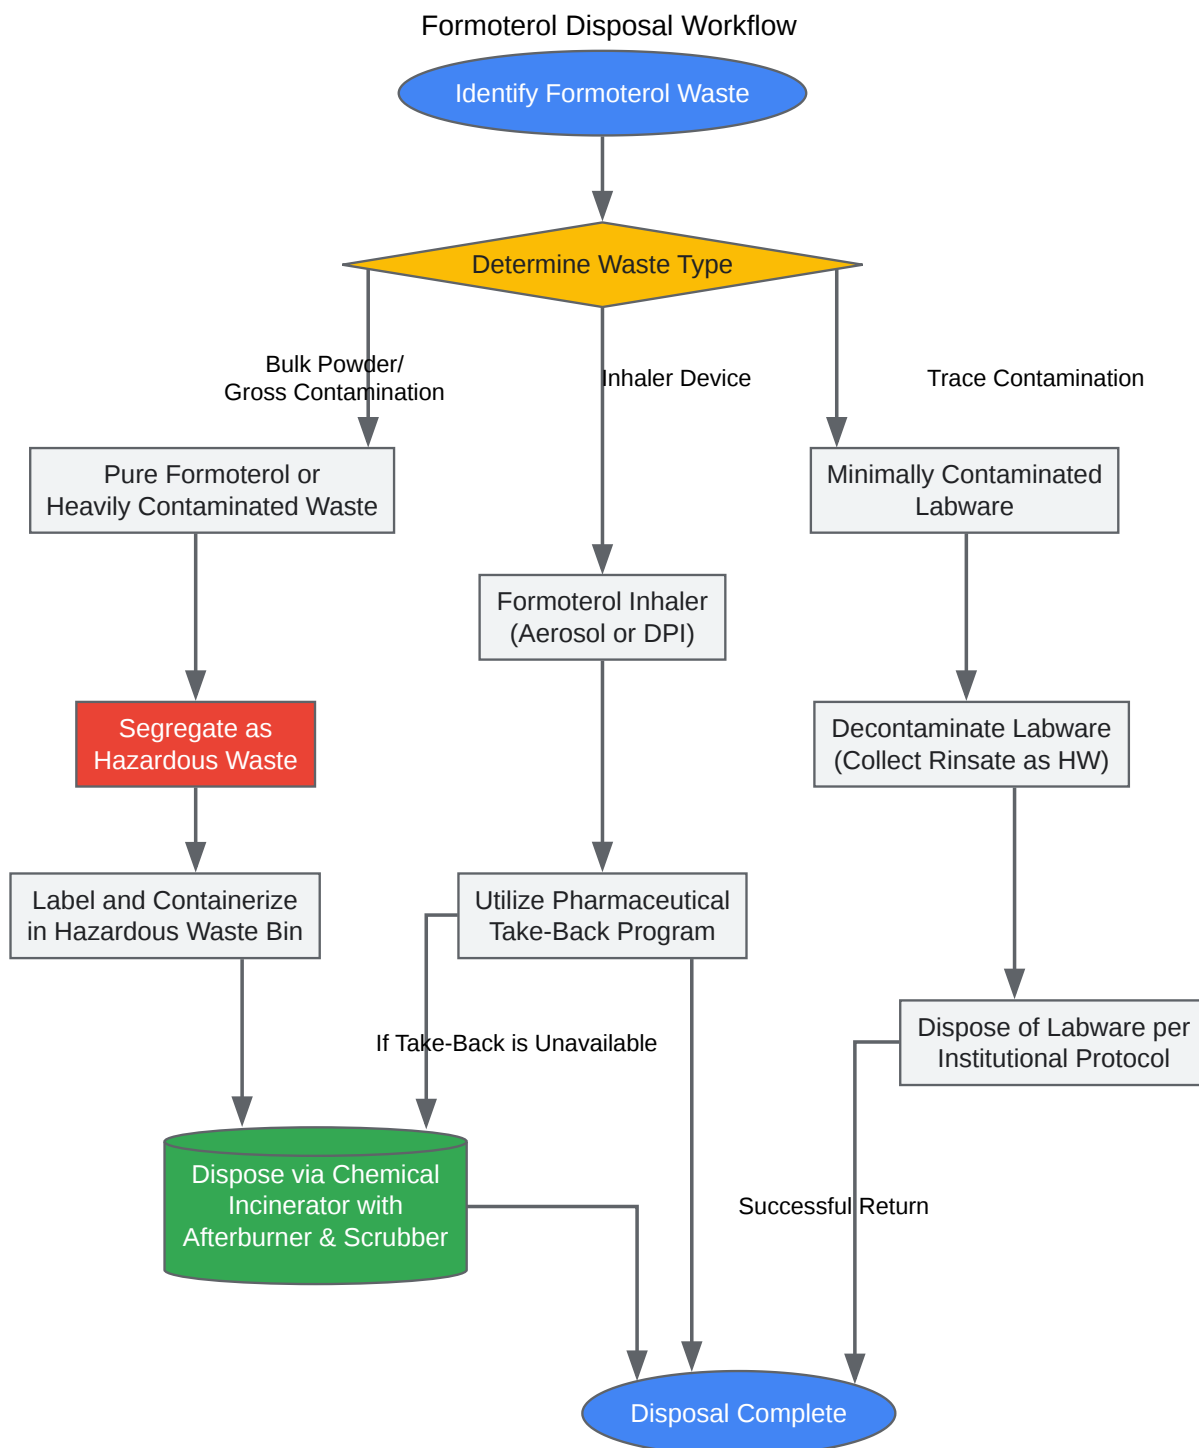 Formoterol Disposal Workflow
Identify Formoterol Waste
Determine Waste Type
Bulk Powder/
Gross Contamination
Inhaler Device
Trace Contamination
Pure Formoterol or
Heavily Contaminated Waste
Minimally Contaminated
Labware
Formoterol Inhaler
(Aerosol or DPI)
Segregate as
Hazardous Waste
Decontaminate Labware
(Collect Rinsate as HW)
Label and Containerize
in Hazardous Waste Bin
Utilize Pharmaceutical
Take-Back Program
If Take-Back is Unavailable
Dispose of Labware per
Institutional Protocol
Dispose via Chemical
Incinerator with
Afterburner & Scrubber
Successful Return
Disposal Complete